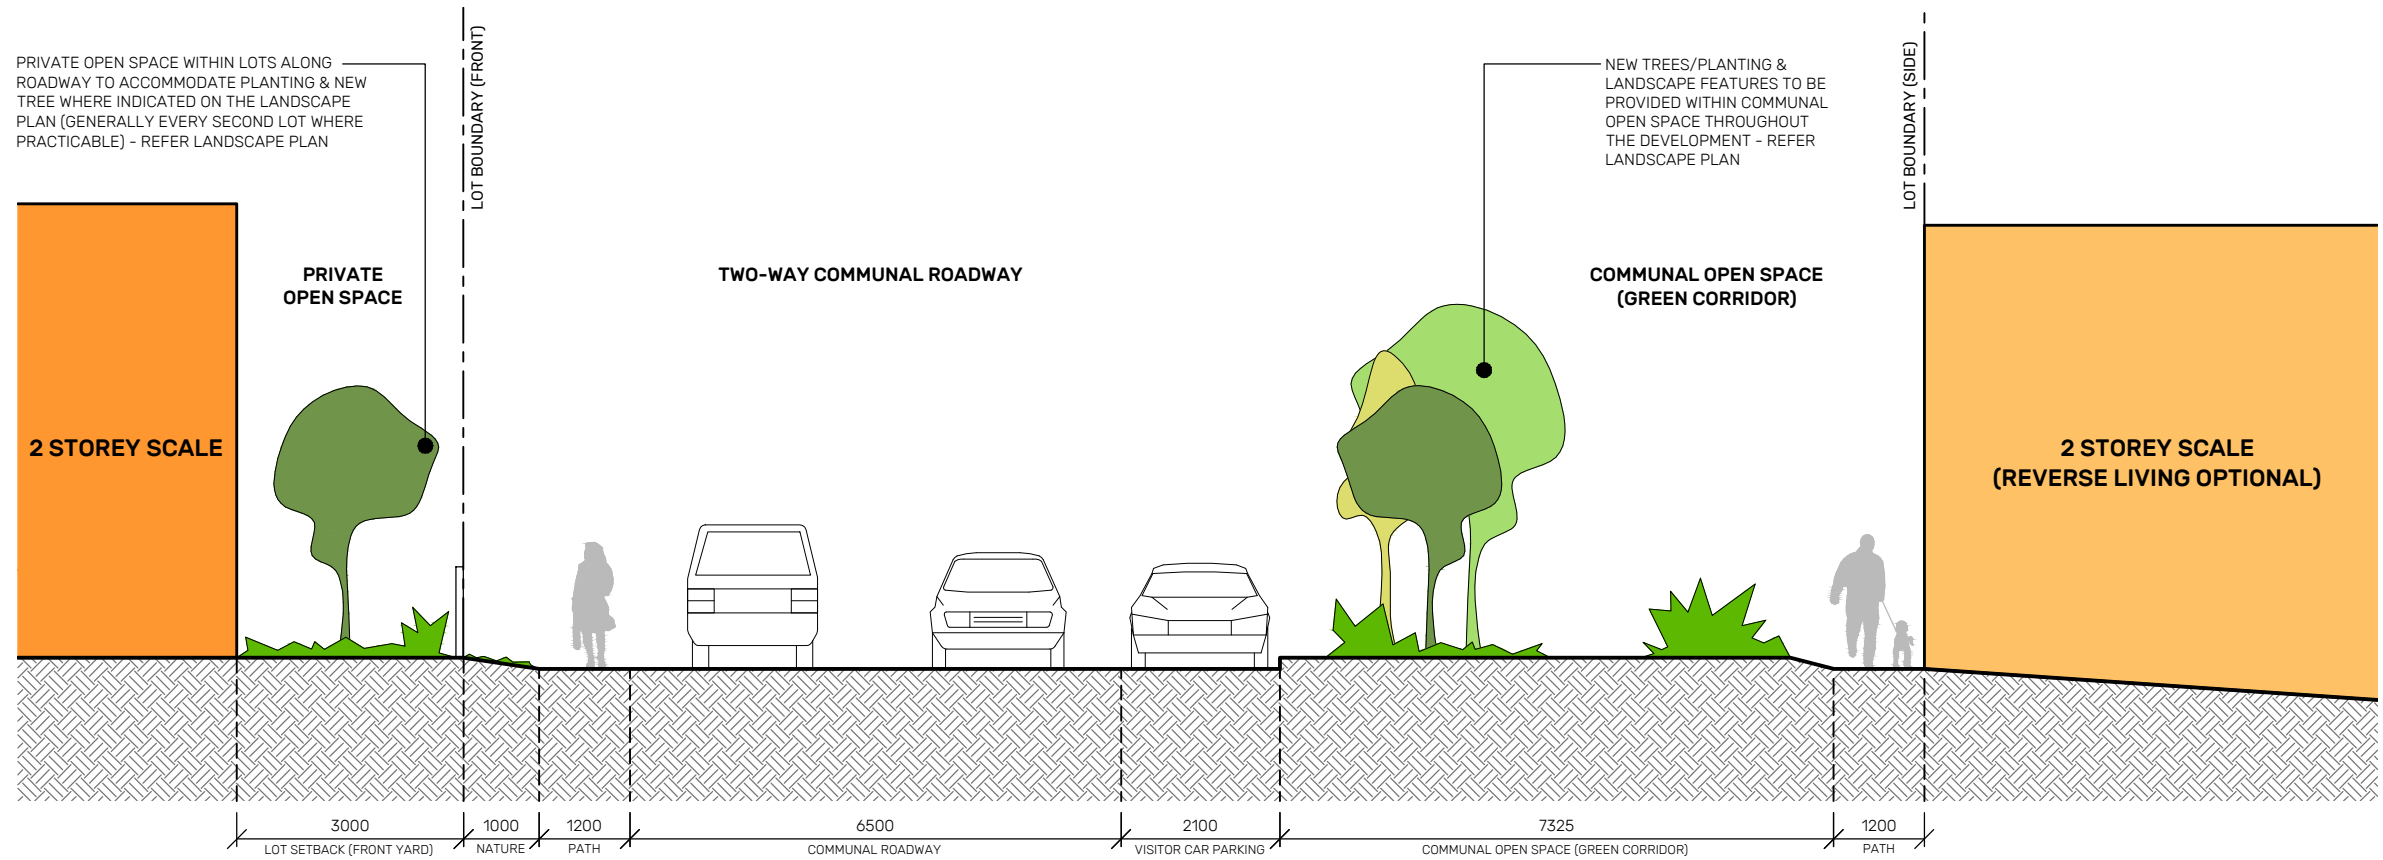 PRIVATE OPEN SPACE WITHIN LOTS ALONG
ROADWAY TO ACCOMMODATE PLANTING & NEW
TREE WHERE INDICATED ON THE LANDSCAPE
PLAN (GENERALLY EVERY SECOND LOT WHERE
PRACTICABLE) - REFER LANDSCAPE PLAN
LOT BOUNDARY (FRONT)
NEW TREES/PLANTING &
LANDSCAPE FEATURES TO BE
PROVIDED WITHIN COMMUNAL
OPEN SPACE THROUGHOUT
THE DEVELOPMENT - REFER
LANDSCAPE PLAN
LOT BOUNDARY (SIDE)
PRIVATE
OPEN SPACE
TWO-WAY COMMUNAL ROADWAY
COMMUNAL OPEN SPACE
(GREEN CORRIDOR)
2 STOREY SCALE
2 STOREY SCALE
(REVERSE LIVING OPTIONAL)
3000
1000
1200
6500
2100
7325
1200
LOT SETBACK (FRONT YARD)
NATURE
PATH
COMMUNAL ROADWAY
VISITOR CAR PARKING
COMMUNAL OPEN SPACE (GREEN CORRIDOR)
PATH